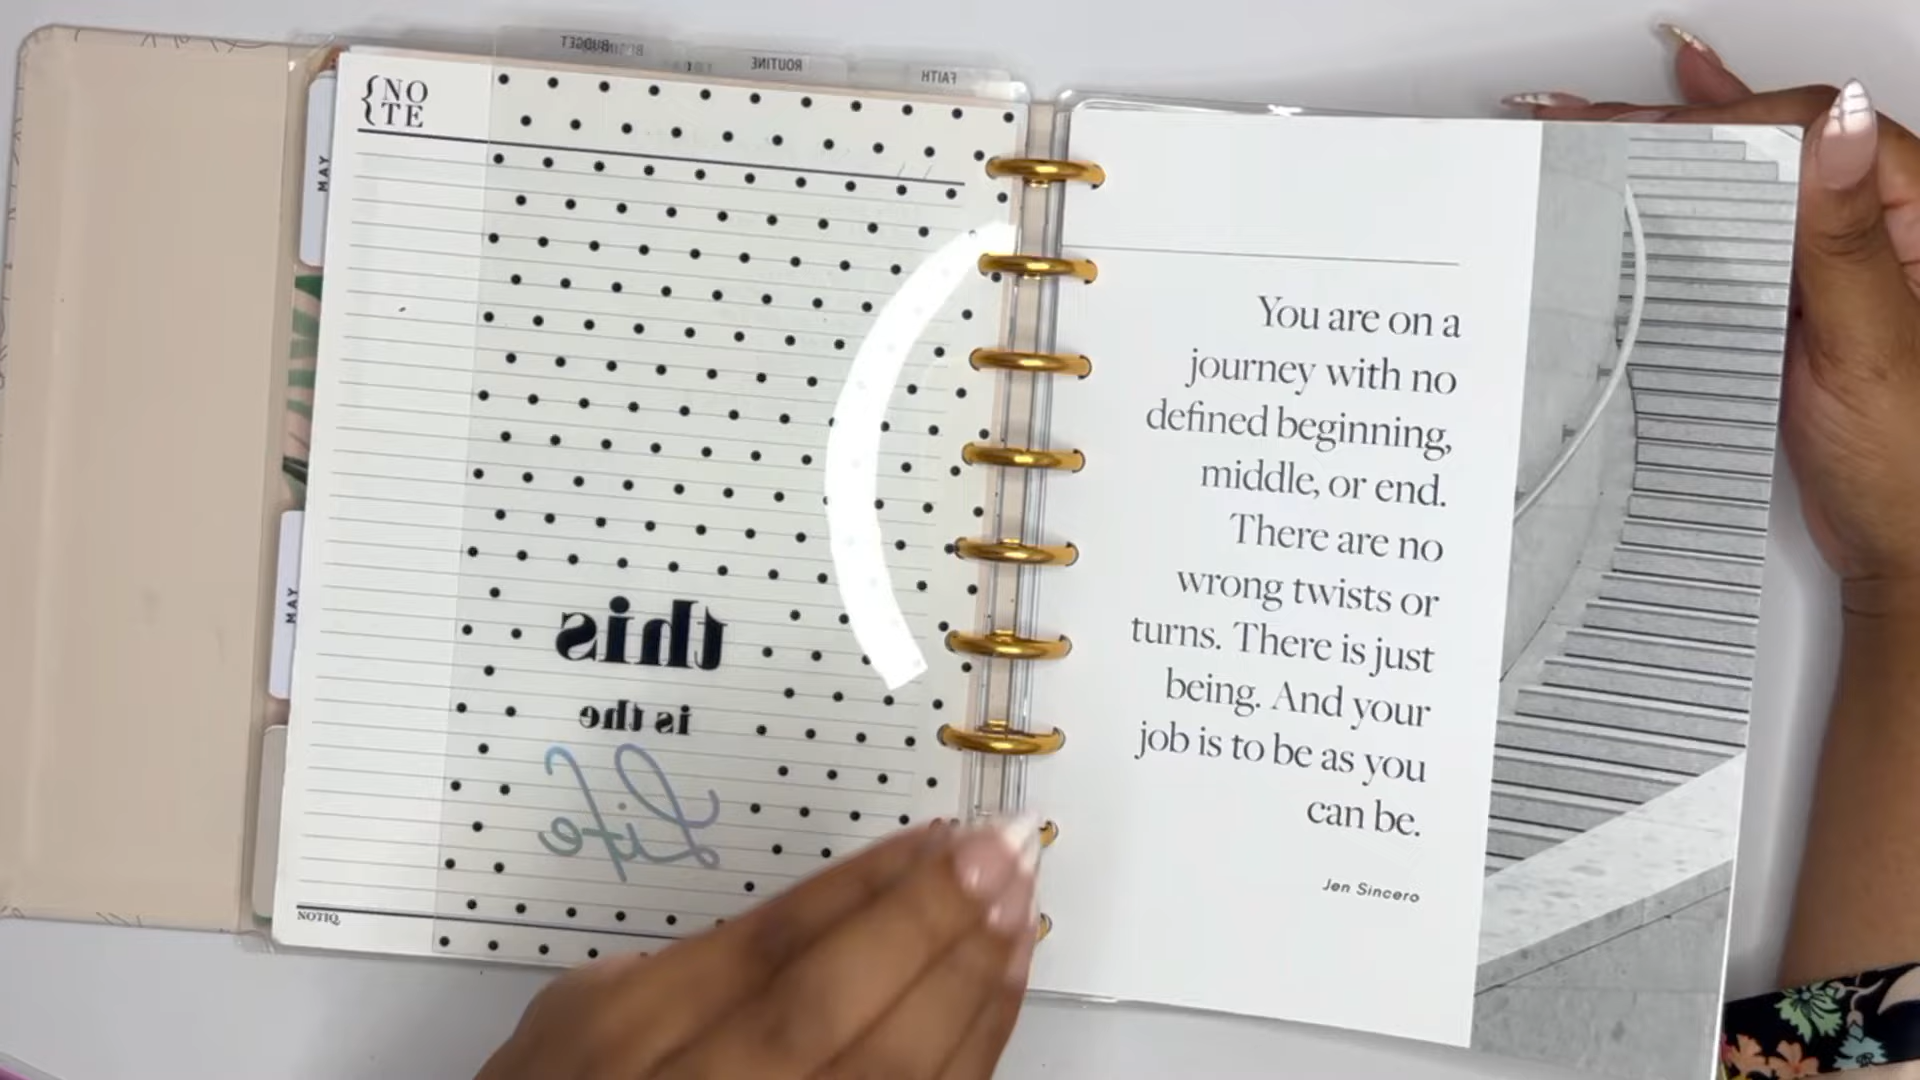 BUDGET
ROUTINE
FAITH
{NO
TE
MAY
MAY
this
is the
life
NOTIQ
You are on a
journey with no
defined beginning,
middle, or end.
There are no
wrong twists or
turns. There is just
being. And your
job is to be as you
can be.
Jen Sincero